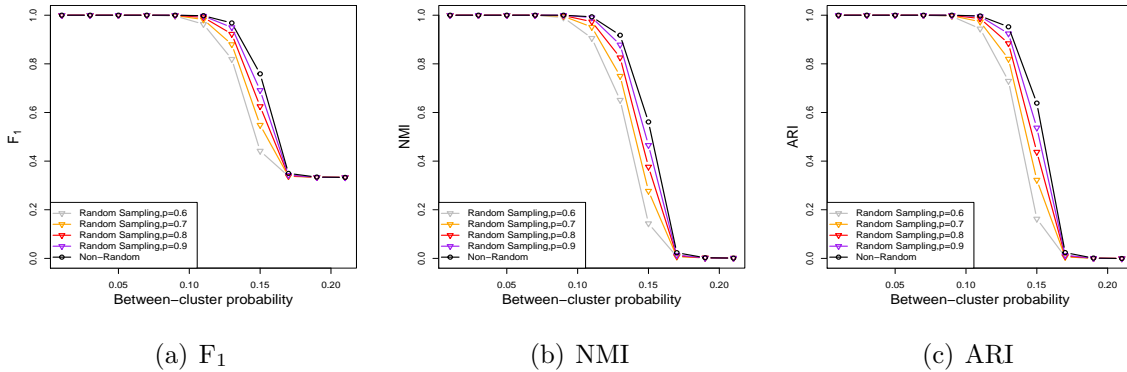 1.0
0.8
0.6
0.4
0.2
0.0
F1
Random Sampling,p=0.6
Random Sampling,p=0.7
Random Sampling,p=0.8
Random Sampling,p=0.9
Non−Random
0.05 0.10 0.15 0.20
Between−cluster probability
(a) F1
1.0
0.8
0.6
0.4
0.2
0.0
NMI
Random Sampling,p=0.6
Random Sampling,p=0.7
Random Sampling,p=0.8
Random Sampling,p=0.9
Non−Random
0.05 0.10 0.15 0.20
Between−cluster probability
(b) NMI
1.0
0.8
0.6
0.4
0.2
0.0
ARI
Random Sampling,p=0.6
Random Sampling,p=0.7
Random Sampling,p=0.8
Random Sampling,p=0.9
Non−Random
0.05 0.10 0.15 0.20
Between−cluster probability
(c) ARI